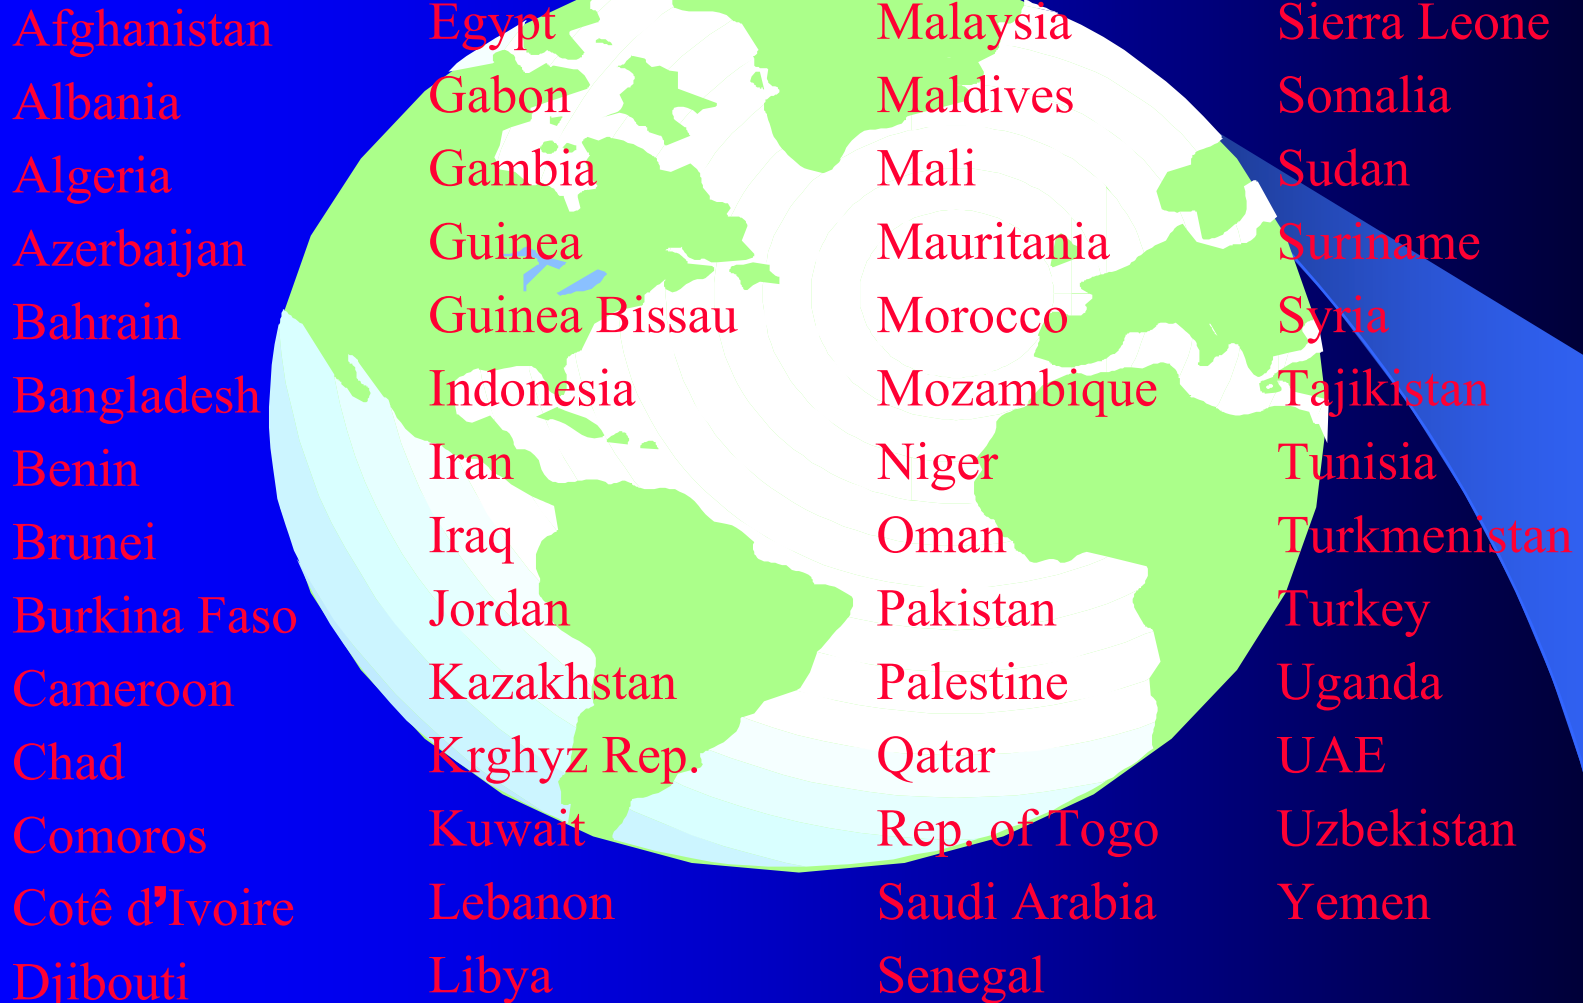 Afghanistan
Albania
Algeria
Azerbaijan
Bahrain
Bangladesh
Benin
Brunei
Burkina Faso
Cameroon
Chad
Comoros
Cotê d'Ivoire
Djibouti
Egypt
Gabon
Gambia
Guinea
Guinea Bissau
Indonesia
Iran
Iraq
Jordan
Kazakhstan
Krghyz Rep.
Kuwait
Lebanon
Libya
Malaysia
Maldives
Mali
Mauritania
Morocco
Mozambique
Niger
Oman
Pakistan
Palestine
Qatar
Rep. of Togo
Saudi Arabia
Senegal
Sierra Leone
Somalia
Sudan
Suriname
Syria
Tajikistan
Tunisia
Turkmenistan
Turkey
Uganda
UAE
Uzbekistan
Yemen